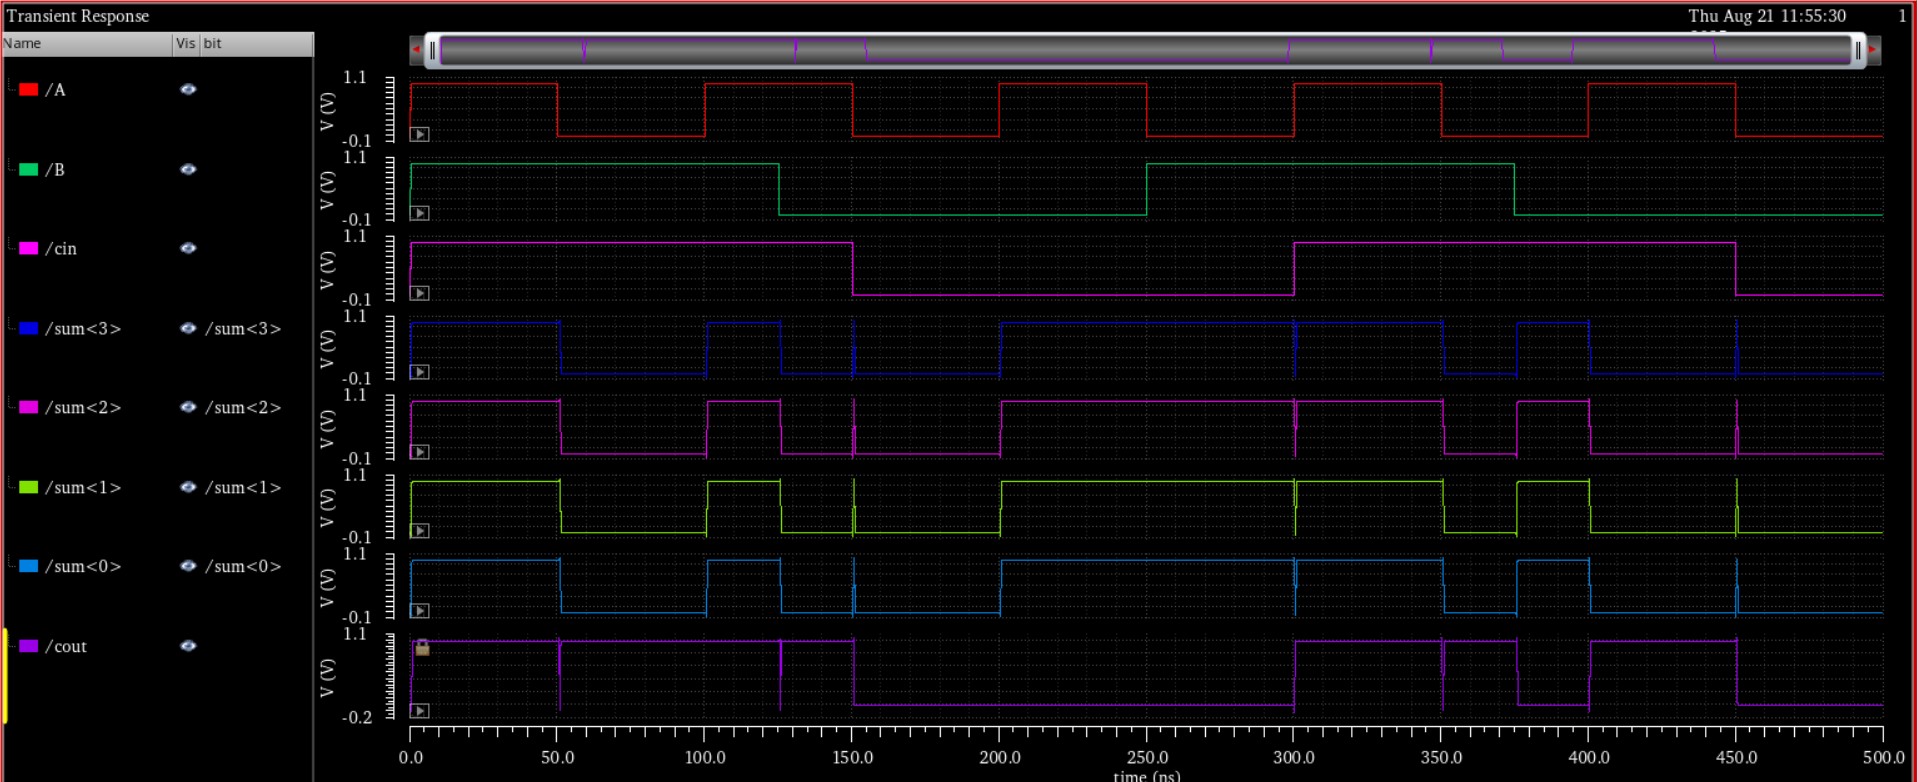 Transient Response
Thu Aug 21 11:55:30
1
Name Vis bit
/A
1.1
V (V)
-0.1
/B
1.1
V (V)
-0.1
/cin
1.1
V (V)
-0.1
/sum<3> /sum<3>
1.1
V (V)
-0.1
/sum<2> /sum<2>
1.1
V (V)
-0.1
/sum<1> /sum<1>
1.1
V (V)
-0.1
/sum<0> /sum<0>
1.1
V (V)
-0.1
/cout
1.1
V (V)
-0.2
0.0 50.0 100.0 150.0 200.0 250.0 300.0 350.0 400.0 450.0 500.0
time (ns)